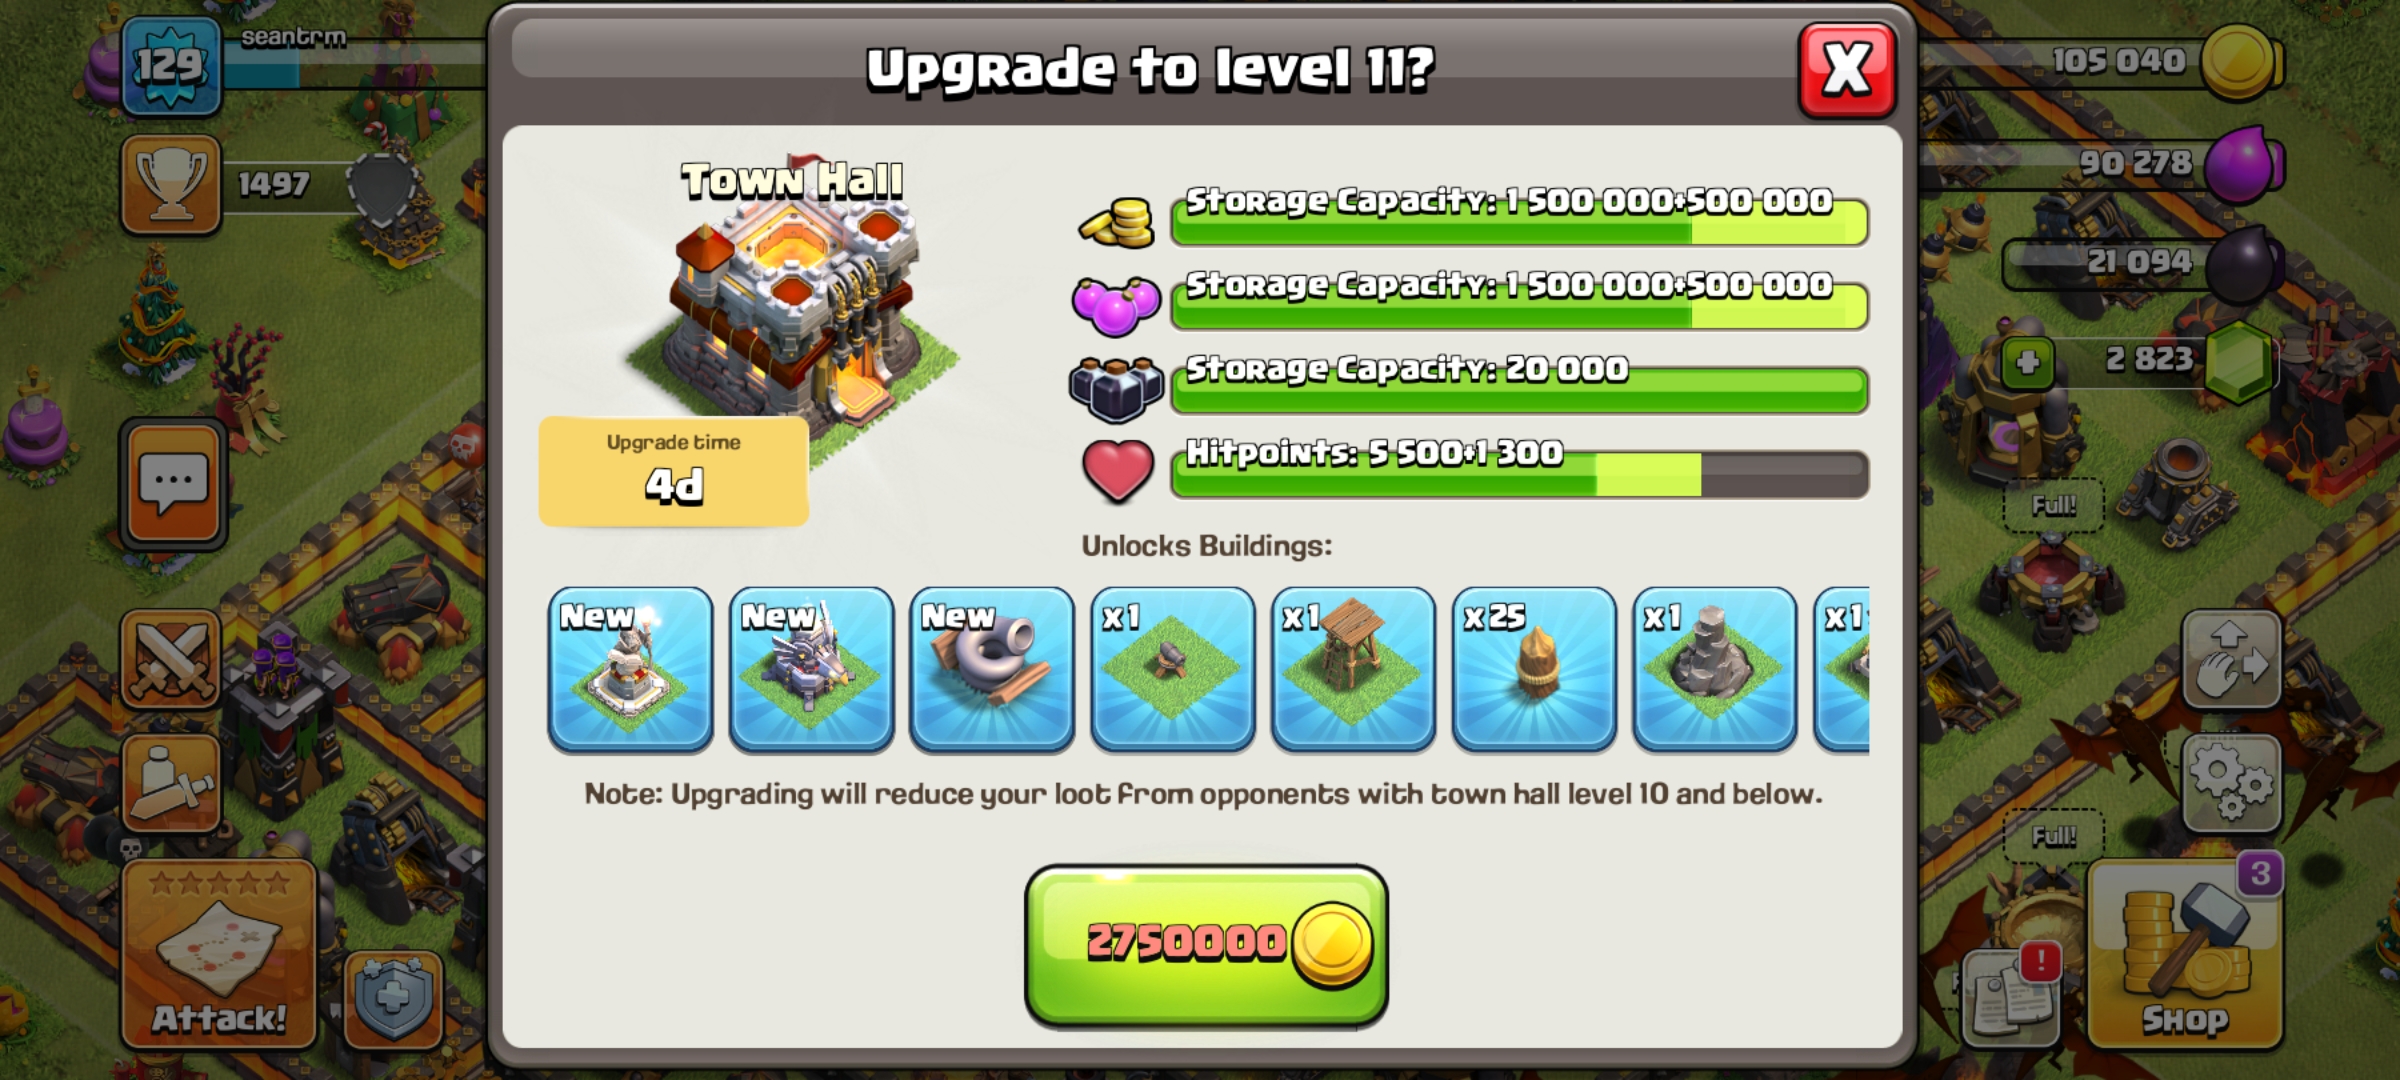 129
seantrm
1497
Upgrade to level 11?
X
105 040
90 278
21 094
2 823
Town Hall
Upgrade time
4d
Storage Capacity: 1 500 000+500 000
Storage Capacity: 1 500 000+500 000
Storage Capacity: 20 000
Hitpoints: 5 500+1 300
Unlocks Buildings:
New New New x1 x1 x25 x1 x1
Note: Upgrading will reduce your loot from opponents with town hall level 10 and below.
2750000
Full!
Full!
Attack!
3
!
Shop